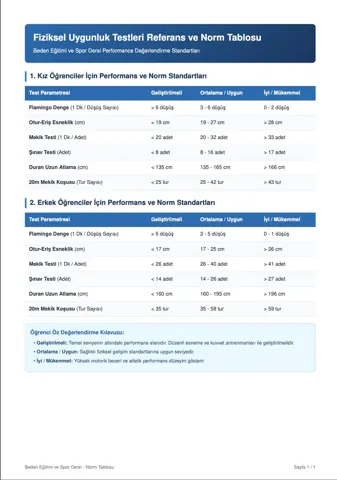 Fiziksel Uygunluk Testleri Referans ve Norm Tablosu
Beden Eğitimi ve Spor Dersi Performance Değerlendirme Standartları
1. Kız Öğrenciler İçin Performans ve Norm Standartları
Test Parametresi Geliştirilmeli Ortalama / Uygun İyi / Mükemmel
Flamingo Denge (1 Dk / Düşüş Sayısı) > 6 düşüş 3 - 6 düşüş 0 - 2 düşüş
Otur-Eriş Esneklik (cm) < 19 cm 19 - 27 cm > 28 cm
Mekik Testi (1 Dk / Adet) < 20 adet 20 - 32 adet > 33 adet
Şınav Testi (Adet) < 8 adet 8 - 16 adet > 17 adet
Duran Uzun Atlama (cm) < 135 cm 135 - 165 cm > 166 cm
20m Mekik Koşusu (Tur Sayısı) < 25 tur 25 - 42 tur > 43 tur
2. Erkek Öğrenciler İçin Performans ve Norm Standartları
Test Parametresi Geliştirilmeli Ortalama / Uygun İyi / Mükemmel
Flamingo Denge (1 Dk / Düşüş Sayısı) > 5 düşüş 2 - 5 düşüş 0 - 1 düşüş
Otur-Eriş Esneklik (cm) < 17 cm 17 - 25 cm > 26 cm
Mekik Testi (1 Dk / Adet) < 26 adet 26 - 40 adet > 41 adet
Şınav Testi (Adet) < 14 adet 14 - 26 adet > 27 adet
Duran Uzun Atlama (cm) < 160 cm 160 - 195 cm > 196 cm
20m Mekik Koşusu (Tur Sayısı) < 35 tur 35 - 58 tur > 59 tur
Öğrenci Öz Değerlendirme Kılavuzu:
• Geliştirilmeli: Temel seviyenin altındaki performans alanıdır. Düzenli esneme ve kuvvet antrenmanları ile geliştirilmelidir.
• Ortalama / Uygun: Sağlıklı fiziksel gelişim standartlarına uygun seviyedir.
• İyi / Mükemmel: Yüksek motorik beceri ve atletik performans düzeyini gösterir.
Beden Eğitimi ve Spor Dersi - Norm Tablosu Sayfa 1 / 1